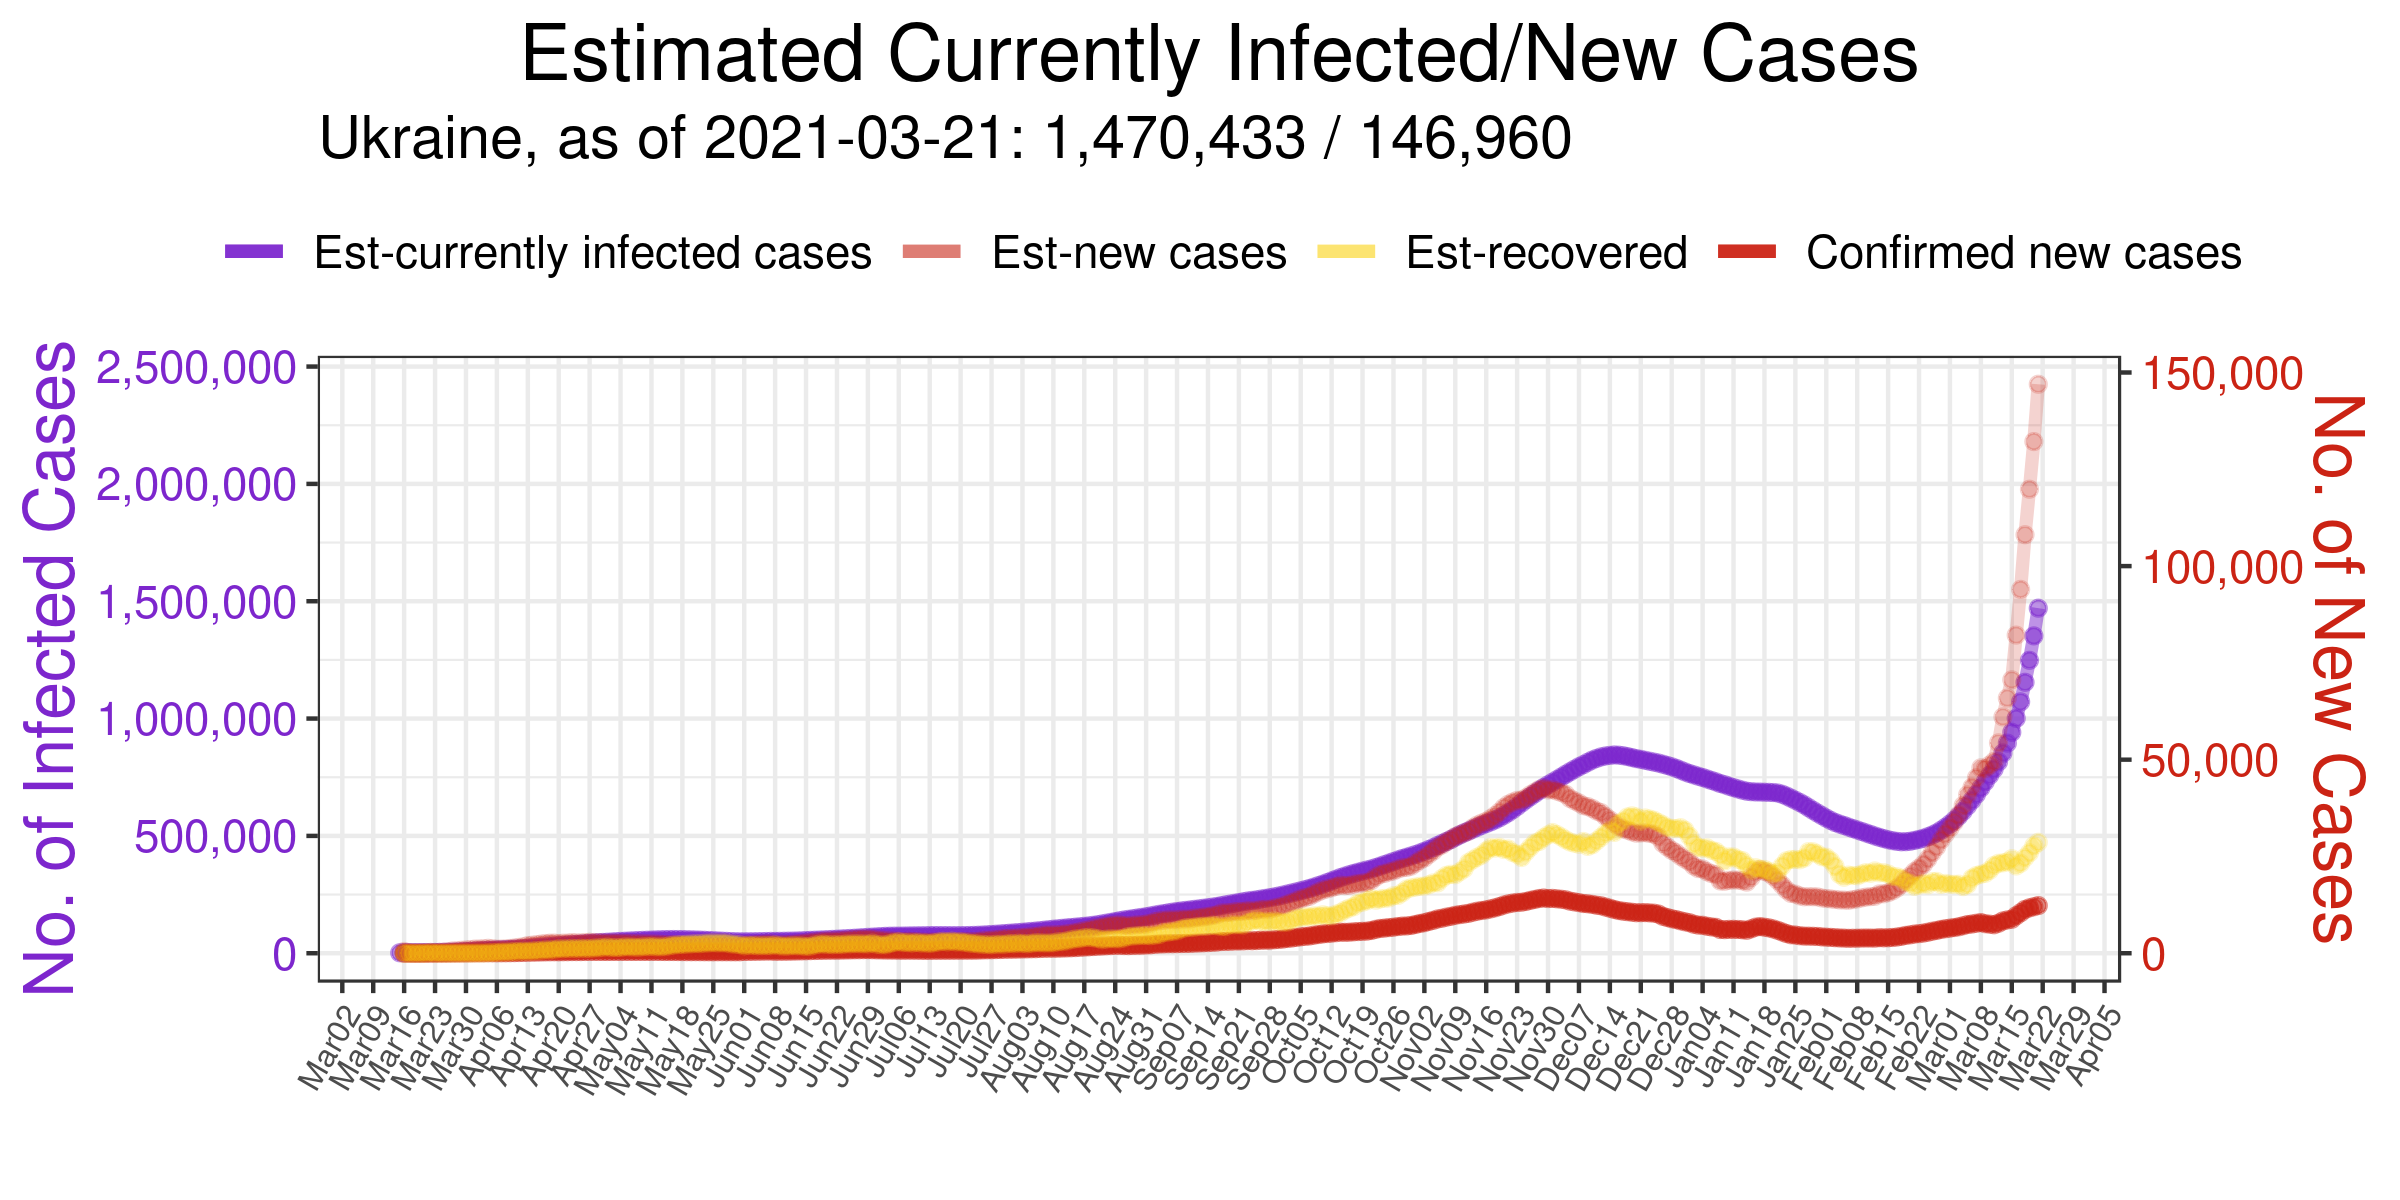 Estimated Currently Infected/New Cases
Ukraine, as of 2021-03-21: 1,470,433 / 146,960
Est-currently infected cases Est-new cases Est-recovered Confirmed new cases
No. of Infected Cases
2,500,000
2,000,000
1,500,000
1,000,000
500,000
0
150,000
100,000
50,000
0
No. of New Cases
Mar02 Mar09 Mar16 Mar23 Mar30 Apr06 Apr13 Apr20 Apr27 May04 May11 May18 May25 Jun01 Jun08 Jun15 Jun22 Jun29 Jul06 Jul13 Jul20 Jul27 Aug03 Aug10 Aug17 Aug24 Aug31 Sep07 Sep14 Sep21 Sep28 Oct05 Oct12 Oct19 Oct26 Nov02 Nov09 Nov16 Nov23 Nov30 Dec07 Dec14 Dec21 Dec28 Jan04 Jan11 Jan18 Jan25 Feb01 Feb08 Feb15 Feb22 Mar01 Mar08 Mar15 Mar22 Mar29 Apr05